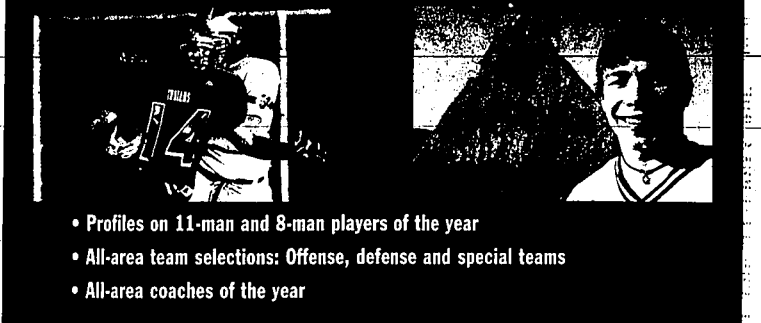 14
• Profiles on 11-man and 8-man players of the year
• All-area team selections: Offense, defense and special teams
• All-area coaches of the year